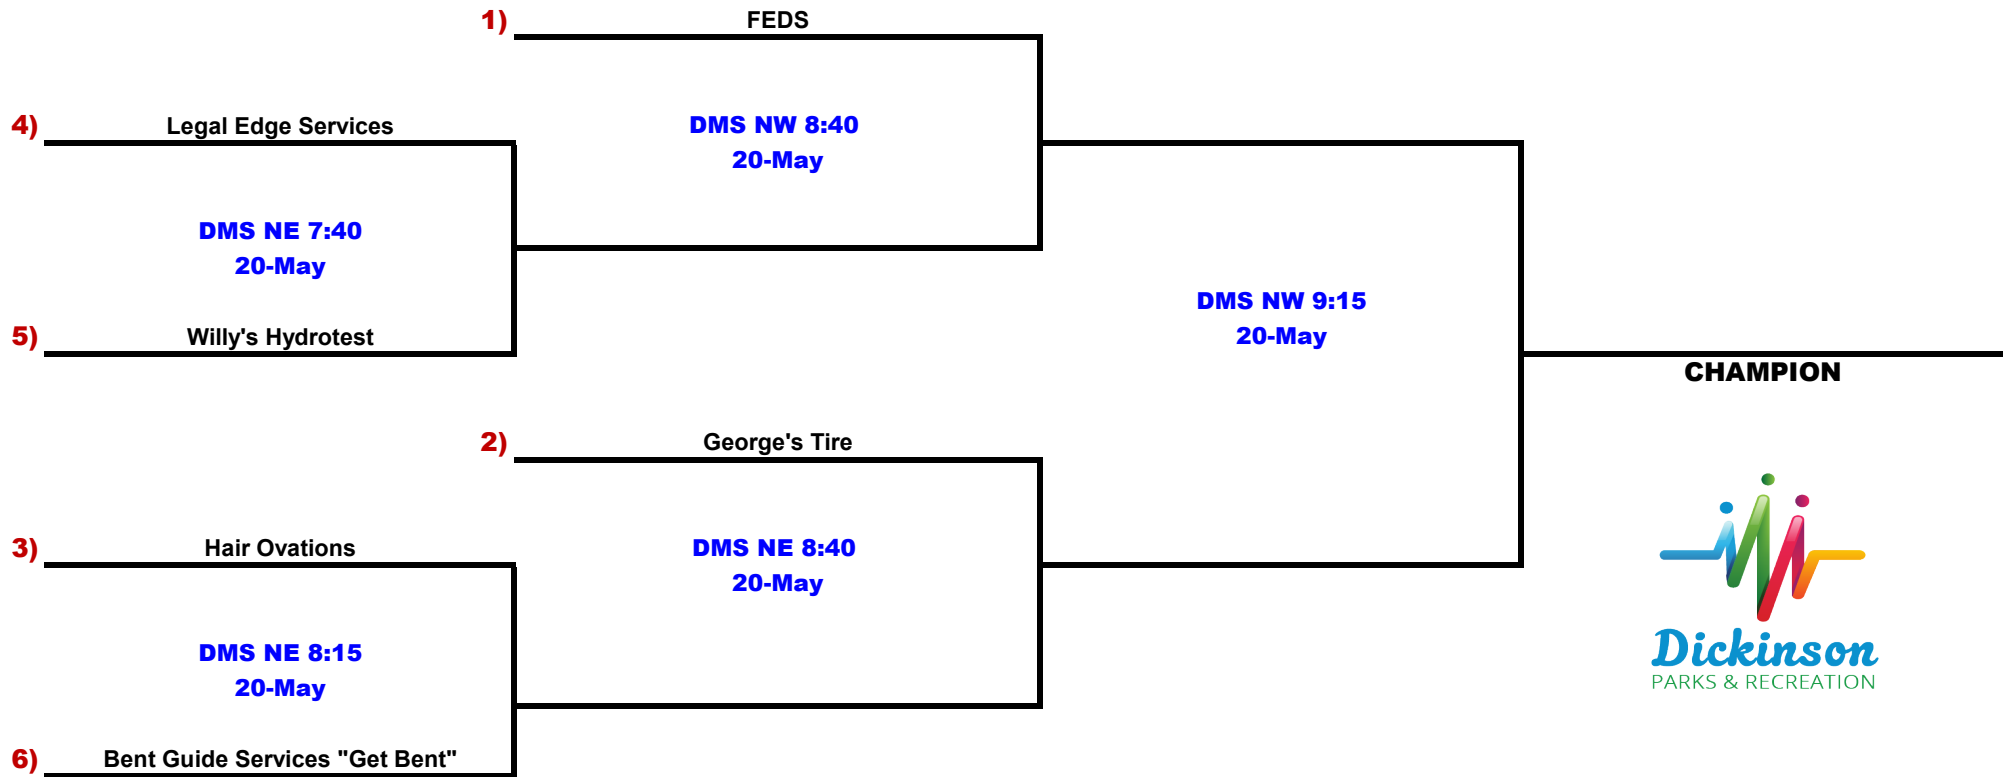 1) FEDS
4) Legal Edge Services
DMS NW 8:40
20-May
DMS NE 7:40
20-May
5) Willy's Hydrotest
DMS NW 9:15
20-May
CHAMPION
2) George's Tire
3) Hair Ovations
DMS NE 8:40
20-May
DMS NE 8:15
20-May
6) Bent Guide Services "Get Bent"
Dickinson
PARKS & RECREATION